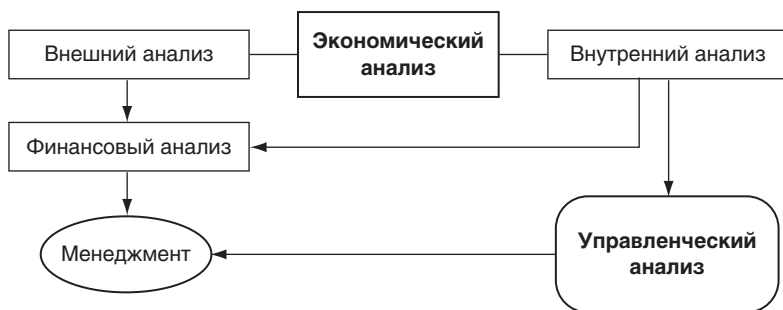 Внешний анализ
Экономический
анализ
Внутренний анализ
Финансовый анализ
Менеджмент
Управленческий
анализ